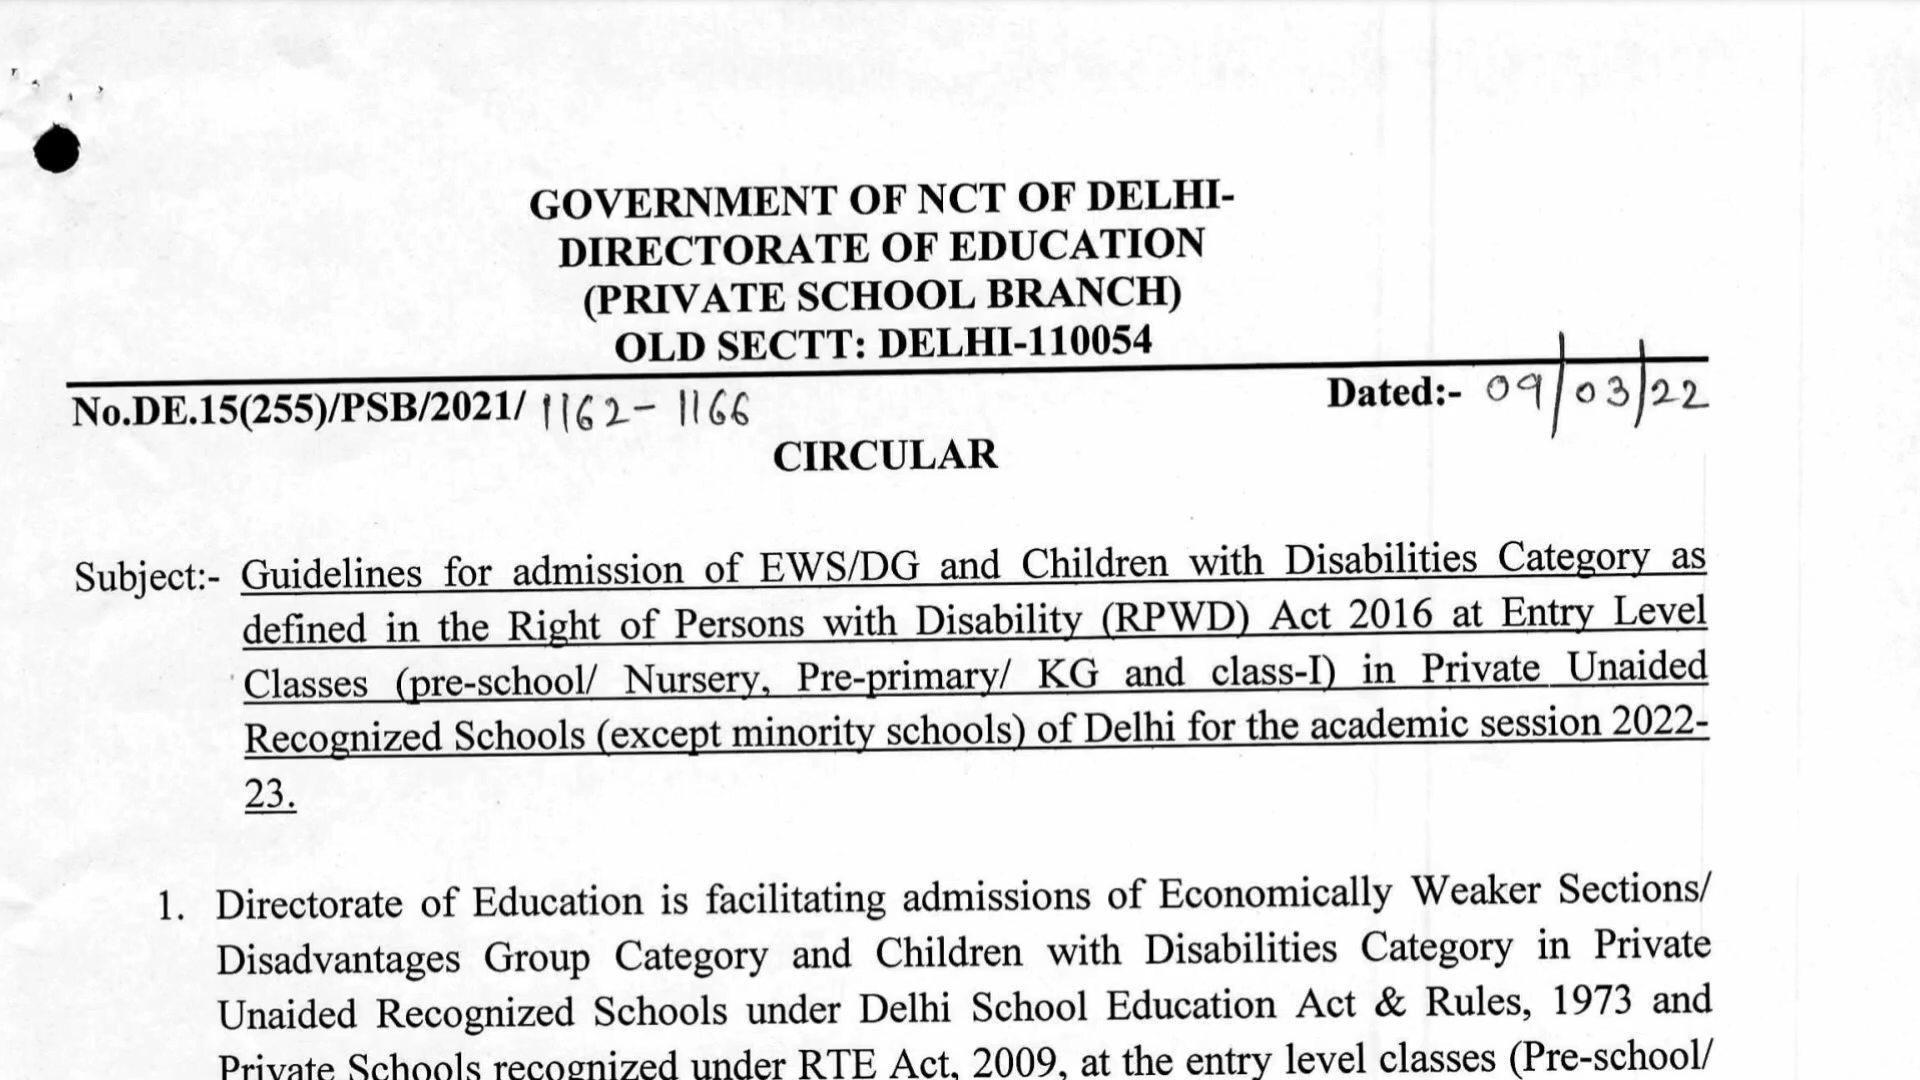 GOVERNMENT OF NCT OF DELHI-
DIRECTORATE OF EDUCATION
(PRIVATE SCHOOL BRANCH)
OLD SECTT: DELHI-110054
No.DE.15(255)/PSB/2021/ 1162-1166 Dated:- 09/03/22
CIRCULAR
Subject:- Guidelines for admission of EWS/DG and Children with Disabilities Category as
defined in the Right of Persons with Disability (RPWD) Act 2016 at Entry Level
Classes (pre-school/ Nursery, Pre-primary/ KG and class-I) in Private Unaided
Recognized Schools (except minority schools) of Delhi for the academic session 2022-
23.
1. Directorate of Education is facilitating admissions of Economically Weaker Sections/
Disadvantages Group Category and Children with Disabilities Category in Private
Unaided Recognized Schools under Delhi School Education Act & Rules, 1973 and
Private Schools recognized under RTE Act, 2009, at the entry level classes (Pre-school/